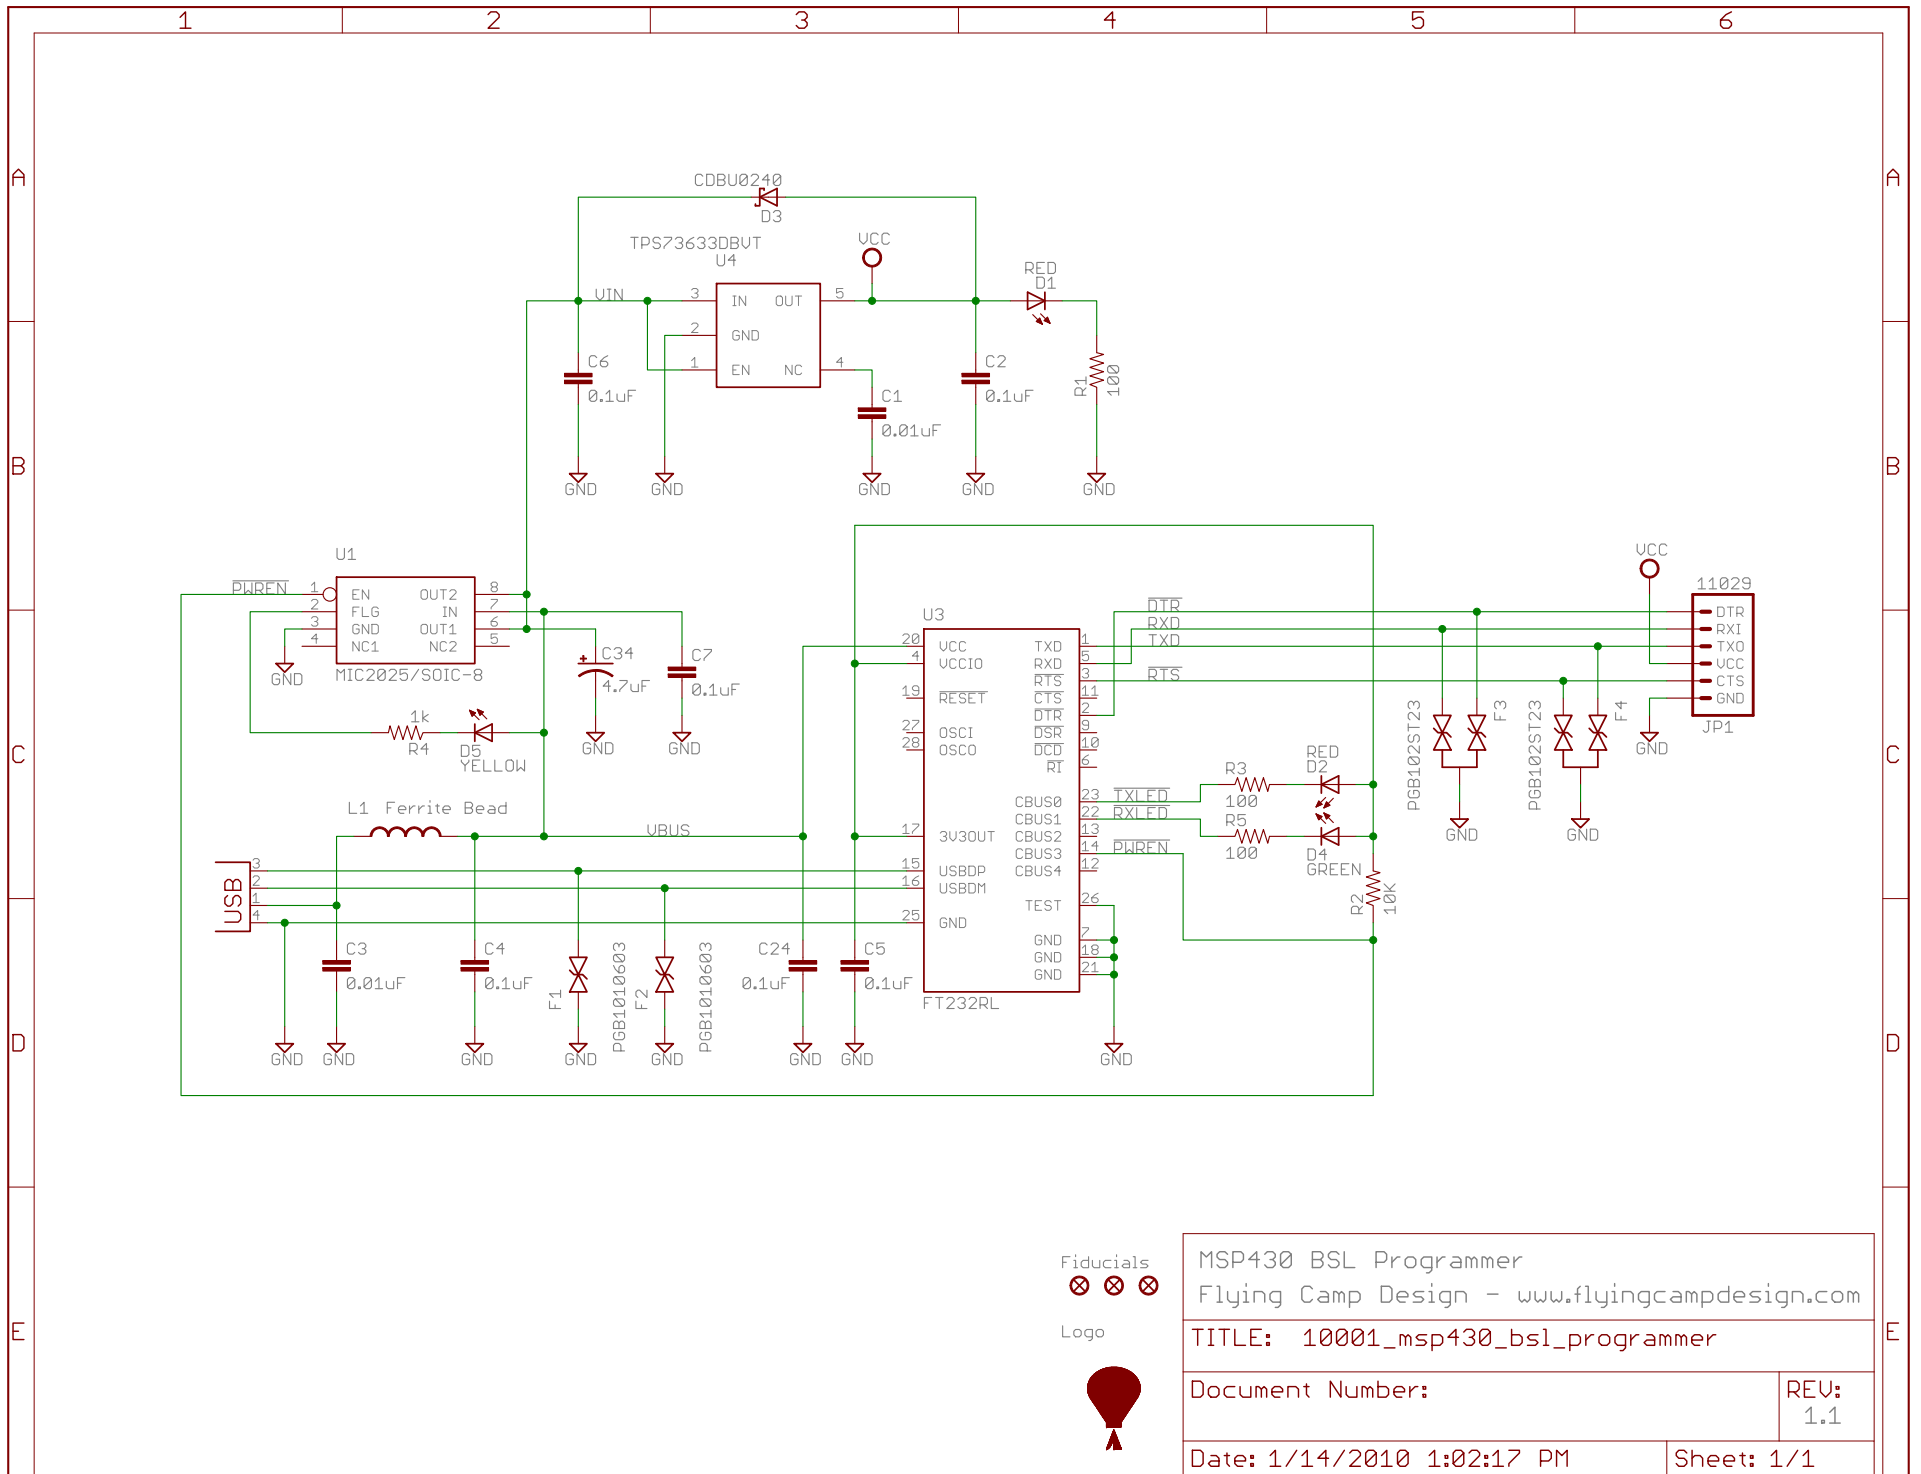 1 2 3 4 5 6
A A
CDBU0240
D3
TPS73633DBVT
U4
VCC
RED
D1
VIN
3 IN OUT 5
2 GND
1 EN NC 4
C6
0.1uF
C1
0.01uF
C2
0.1uF
R1
100
B B
GND GND GND GND GND
U1
PWREN
1 EN OUT2 8
2 FLG IN 7
3 GND OUT1 6
4 NC1 NC2 5
MIC2025/SOIC-8
GND
C34
4.7uF
C7
0.1uF
GND GND
1k
R4
D5
YELLOW
L1 Ferrite Bead
VBUS
U3
20 VCC TXD 1
4 VCCIO RXD 5
RTS 3
19 RESET CTS 11
DTR 2
27 OSCI DSR 9
28 OSCO DCD 10
RI 6
CBUS0 23
CBUS1 22
17 3V3OUT CBUS2 13
CBUS3 14
15 USBDP CBUS4 12
16 USBDM
TEST 26
25 GND
GND 7
GND 18
GND 21
FT232RL
DTR
RXD
TXD
RTS
TXLED
RXLED
PWREN
R3
100
R5
100
RED
D2
D4
GREEN
R2
10K
VCC
11029
DTR
RXI
TXO
VCC
CTS
GND
JP1
GND
PGB102ST23
F3
PGB102ST23
F4
GND GND
C C
USB
3
2
1
4
C3
0.01uF
C4
0.1uF
F1
PGB1010603
F2
PGB1010603
C24
0.1uF
C5
0.1uF
D D
GND GND GND GND GND GND GND GND
Fiducials
Logo
MSP430 BSL Programmer
Flying Camp Design - www.flyingcampdesign.com
E E
TITLE: 10001_msp430_bsl_programmer
Document Number:
REV:
1.1
Date: 1/14/2010 1:02:17 PM
Sheet: 1/1